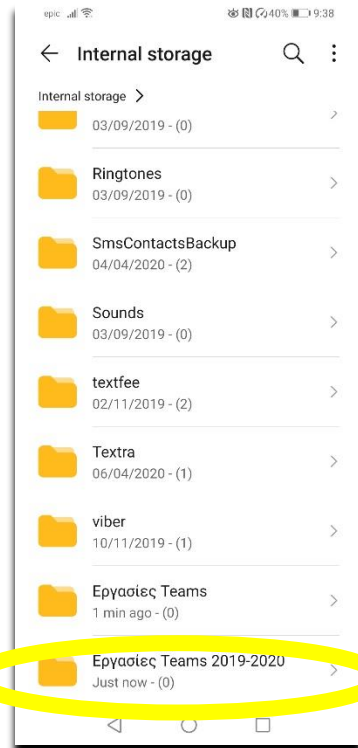 epic 40% 9:38
Internal storage
Internal storage
03/09/2019 - (0)
Ringtones
03/09/2019 - (0)
SmsContactsBackup
04/04/2020 - (2)
Sounds
03/09/2019 - (0)
textfee
02/11/2019 - (2)
Textra
06/04/2020 - (1)
viber
10/11/2019 - (1)
Εργασίες Teams
1 min ago - (0)
Εργασίες Teams 2019-2020
Just now - (0)